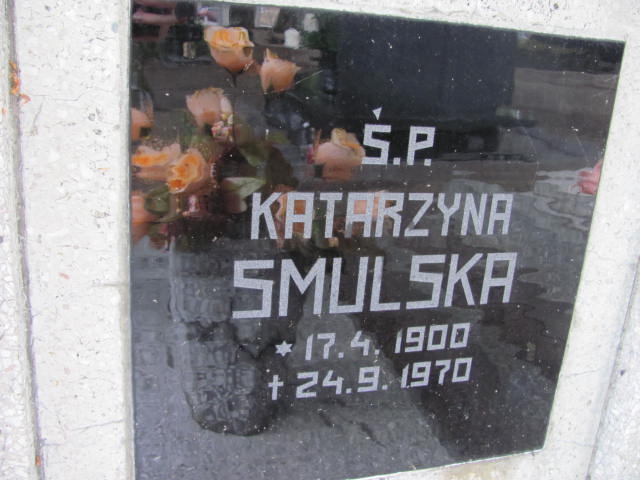 Ś.P.
KATARZYNA
SMULSKA
* 17.4.1900
† 24.9.1970